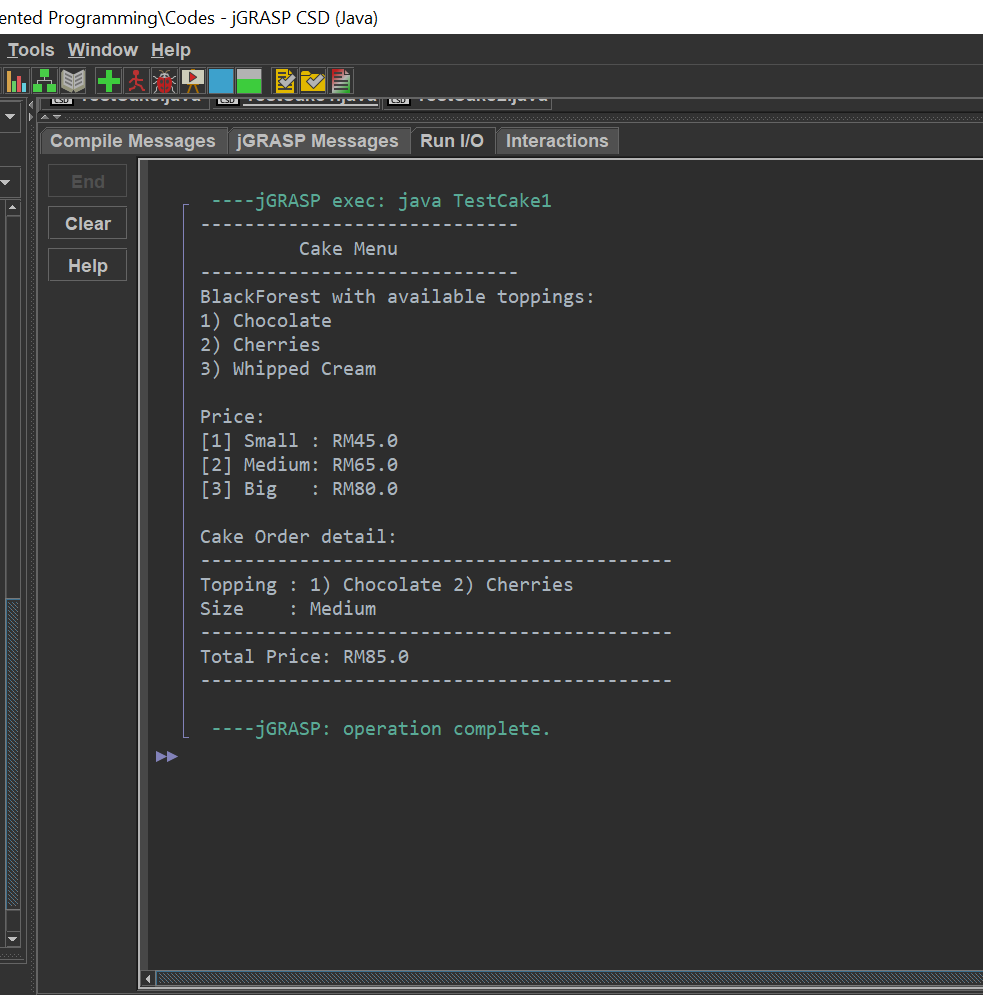 ented Programming\Codes - jGRASP CSD (Java)
Tools Window Help
Compile Messages jGRASP Messages Run I/O Interactions
End
Clear
Help
----jGRASP exec: java TestCake1
-----------------------------
Cake Menu
-----------------------------
BlackForest with available toppings:
1) Chocolate
2) Cherries
3) Whipped Cream
Price:
[1] Small : RM45.0
[2] Medium: RM65.0
[3] Big   : RM80.0
Cake Order detail:
-------------------------------------------
Topping : 1) Chocolate 2) Cherries
Size    : Medium
-------------------------------------------
Total Price: RM85.0
-------------------------------------------
----jGRASP: operation complete.